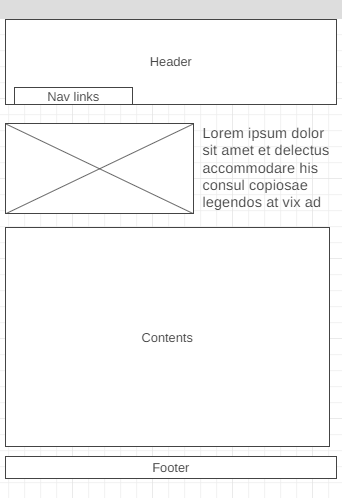 Header
Nav links
Lorem ipsum dolor
sit amet et delectus
accommodare his
consul copiosae
legendos at vix ad
Contents
Footer